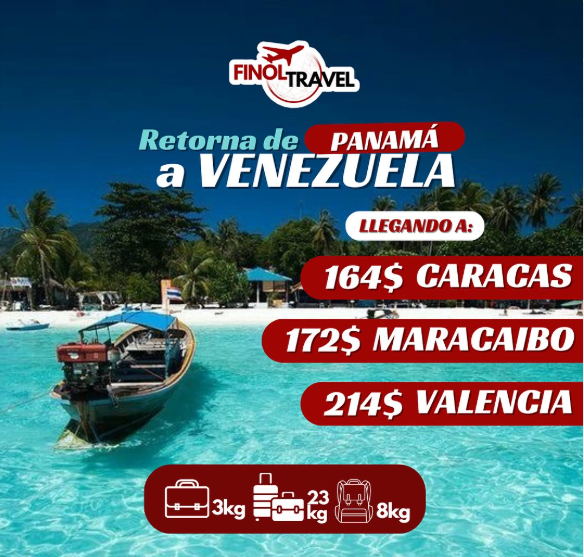 FINOL
TRAVEL
Retorna de PANAMÁ
a VENEZUELA
LLEGANDO A:
164$ CARACAS
172$ MARACAIBO
214$ VALENCIA
3kg 23 kg 8kg